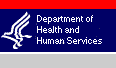 Department of
Health and
Human Services